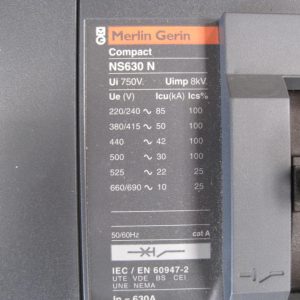 Merlin Gerin
Compact
NS630 N
Ui 750V. Uimp 8kV.
Ue (V) Icu(kA) Ics%
220/240 ~ 85 100
380/415 ~ 50 100
440 ~ 42 100
500 ~ 30 100
525 ~ 22 25
660/690 ~ 10 25
50/60Hz cat A
IEC / EN 60947-2
UTE VDE BS CEI
UNE NEMA
In = 630A